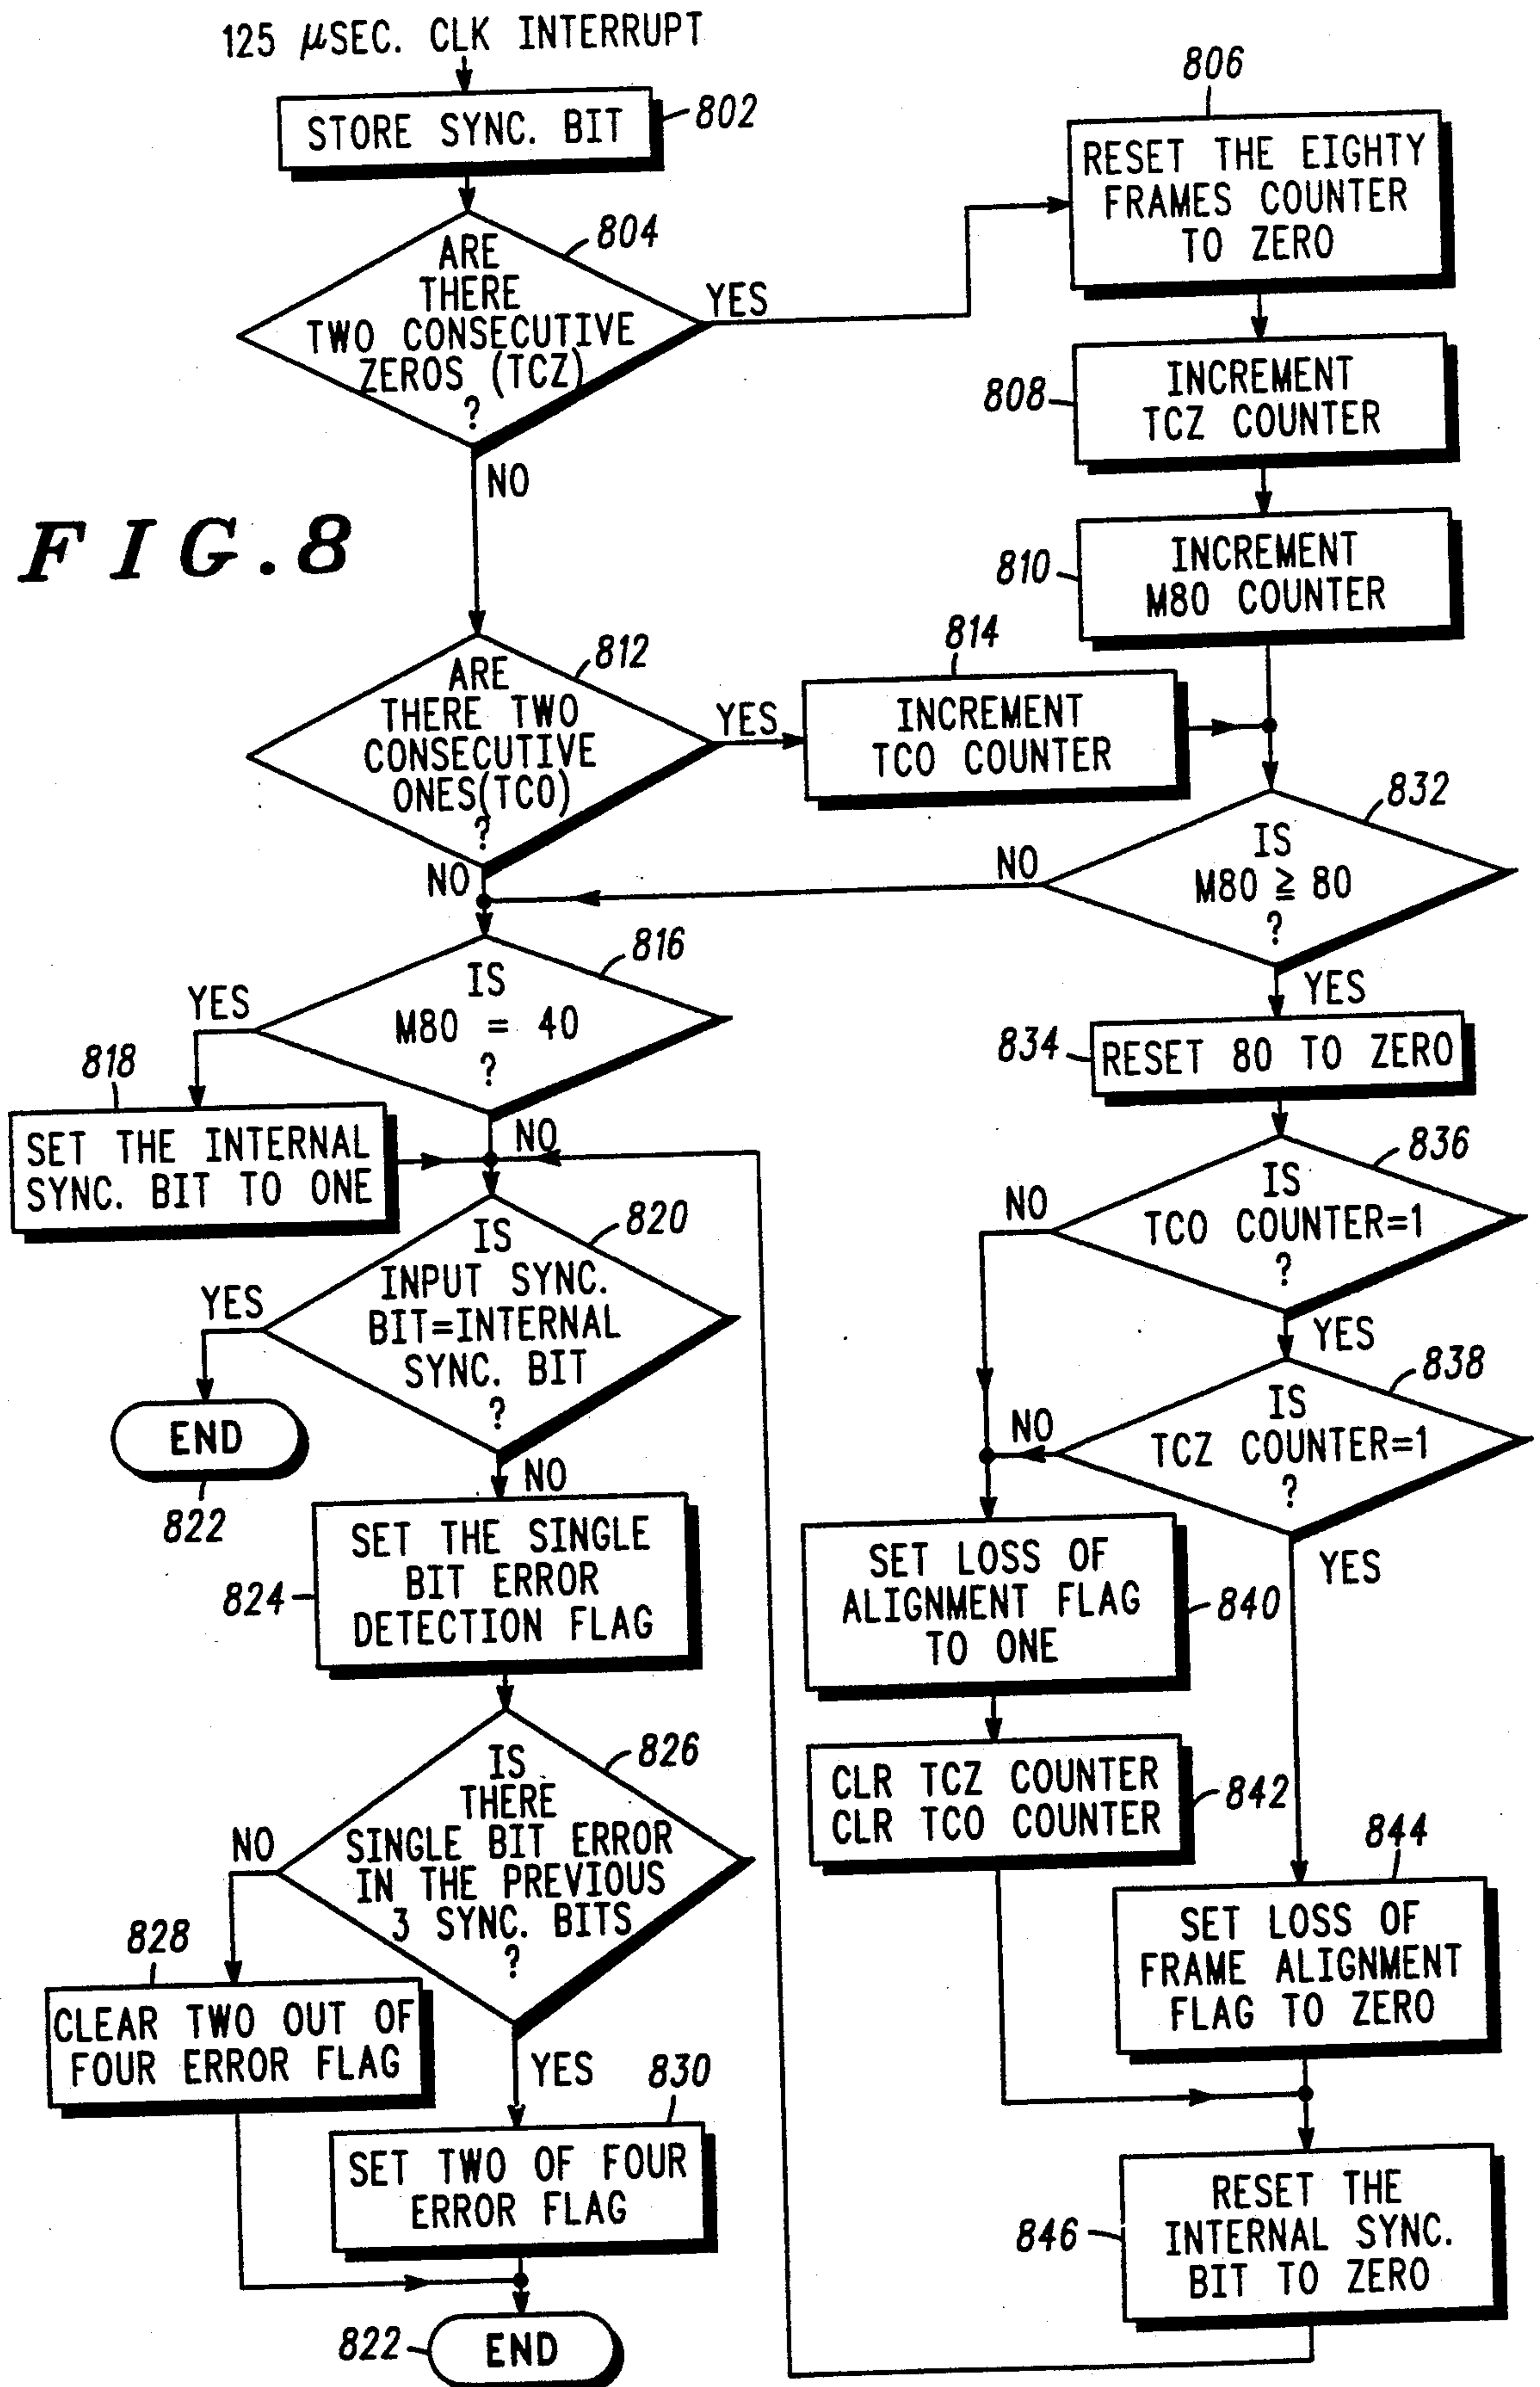 125 µSEC. CLK INTERRUPT
STORE SYNC. BIT
802
ARE
THERE
TWO CONSECUTIVE
ZEROS (TCZ)
?
804
YES
NO
806
RESET THE EIGHTY
FRAMES COUNTER
TO ZERO
808
INCREMENT
TCZ COUNTER
810
INCREMENT
M80 COUNTER
FIG.8
ARE
THERE TWO
CONSECUTIVE
ONES(TCO)
?
812
YES
NO
814
INCREMENT
TCO COUNTER
832
IS
M80 ≧ 80
?
NO
YES
816
IS
M80 = 40
?
YES
NO
818
SET THE INTERNAL
SYNC. BIT TO ONE
834
RESET 80 TO ZERO
836
IS
TCO COUNTER=1
?
NO
YES
820
IS
INPUT SYNC.
BIT=INTERNAL
SYNC. BIT
?
YES
NO
END
822
838
IS
TCZ COUNTER=1
?
NO
YES
824
SET THE SINGLE
BIT ERROR
DETECTION FLAG
SET LOSS OF
ALIGNMENT FLAG
TO ONE
840
826
IS
THERE
SINGLE BIT ERROR
IN THE PREVIOUS
3 SYNC. BITS
?
NO
YES
CLR TCZ COUNTER
CLR TCO COUNTER
842
844
SET LOSS OF
FRAME ALIGNMENT
FLAG TO ZERO
828
CLEAR TWO OUT OF
FOUR ERROR FLAG
830
SET TWO OF FOUR
ERROR FLAG
846
RESET THE
INTERNAL SYNC.
BIT TO ZERO
822
END